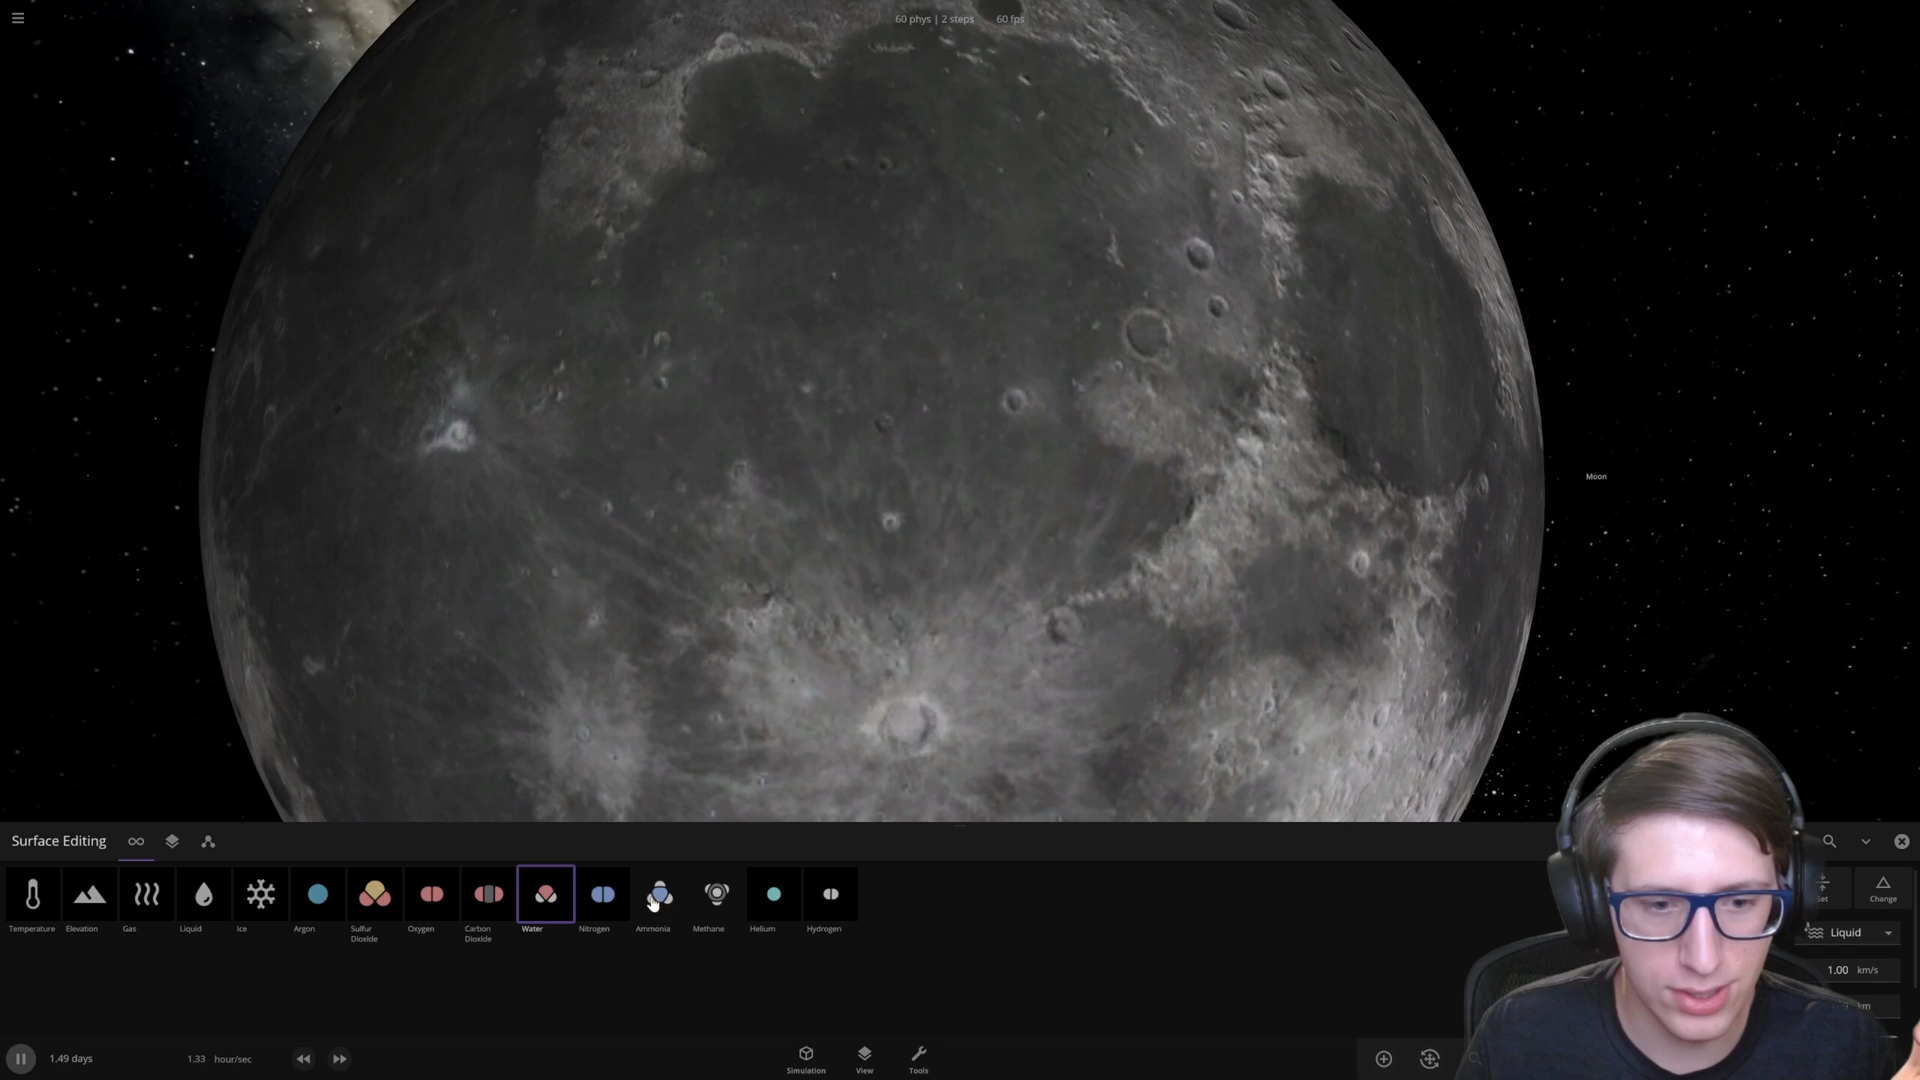 60 phys | 2 steps 60 fps
Moon
Surface Editing
Temperature Elevation Gas Liquid Ice Argon Sulfur Dioxide Oxygen Carbon Dioxide Water Nitrogen Ammonia Methane Helium Hydrogen
Change
Liquid
1.00 km/s
km
1.49 days 1.33 hour/sec
Simulation View Tools